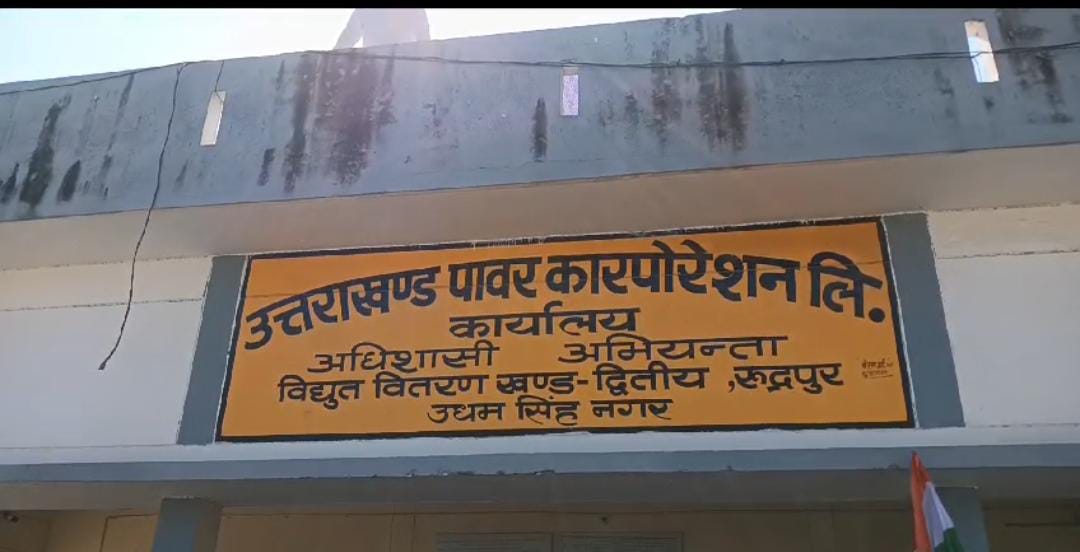 उत्तराखण्ड पावर कारपोरेशन लि.
कार्यालय
अधिशासी अभियन्ता
विद्युत वितरण खण्ड-द्वितीय ,रूद्रपुर
उधम सिंह नगर